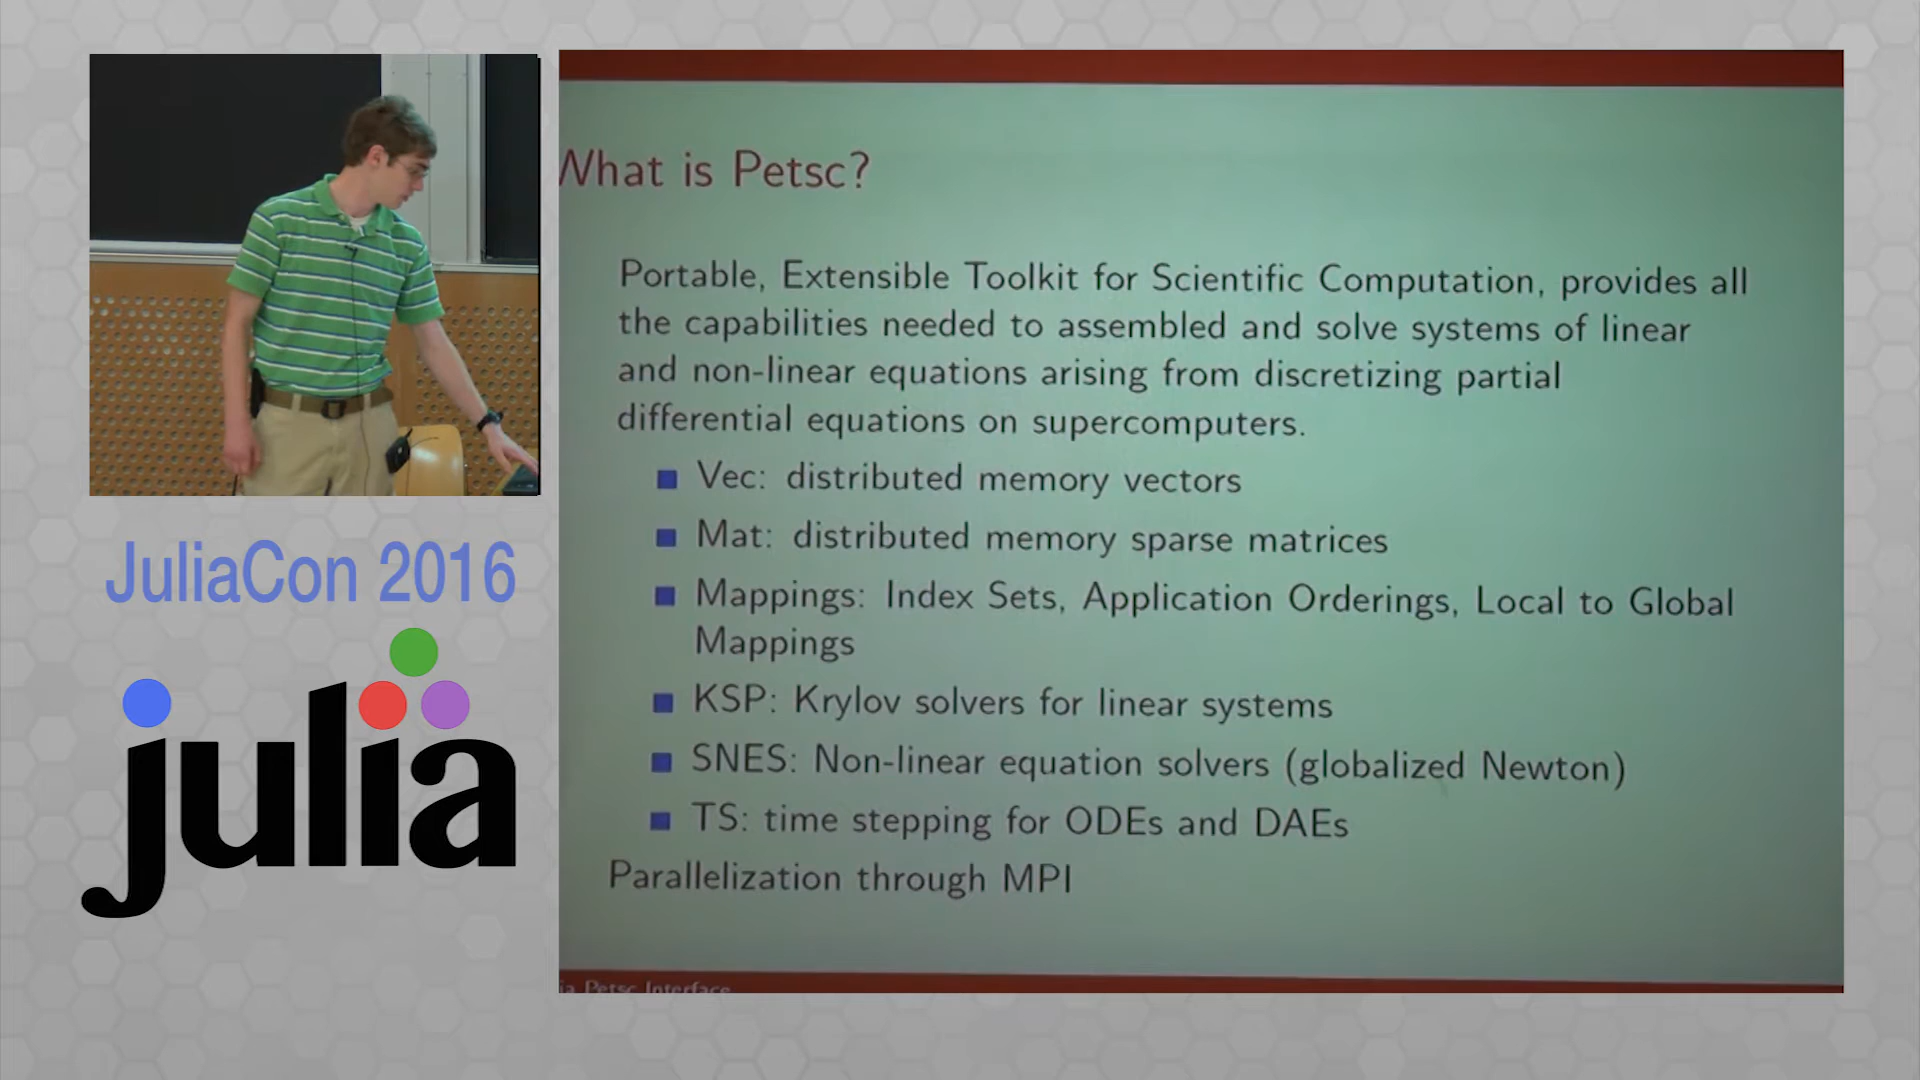 What is Petsc?
Portable, Extensible Toolkit for Scientific Computation, provides all
the capabilities needed to assembled and solve systems of linear
and non-linear equations arising from discretizing partial
differential equations on supercomputers.
Vec: distributed memory vectors
Mat: distributed memory sparse matrices
Mappings: Index Sets, Application Orderings, Local to Global
Mappings
KSP: Krylov solvers for linear systems
SNES: Non-linear equation solvers (globalized Newton)
TS: time stepping for ODEs and DAEs
Parallelization through MPI
ia Petsc Interface
JuliaCon 2016
julia